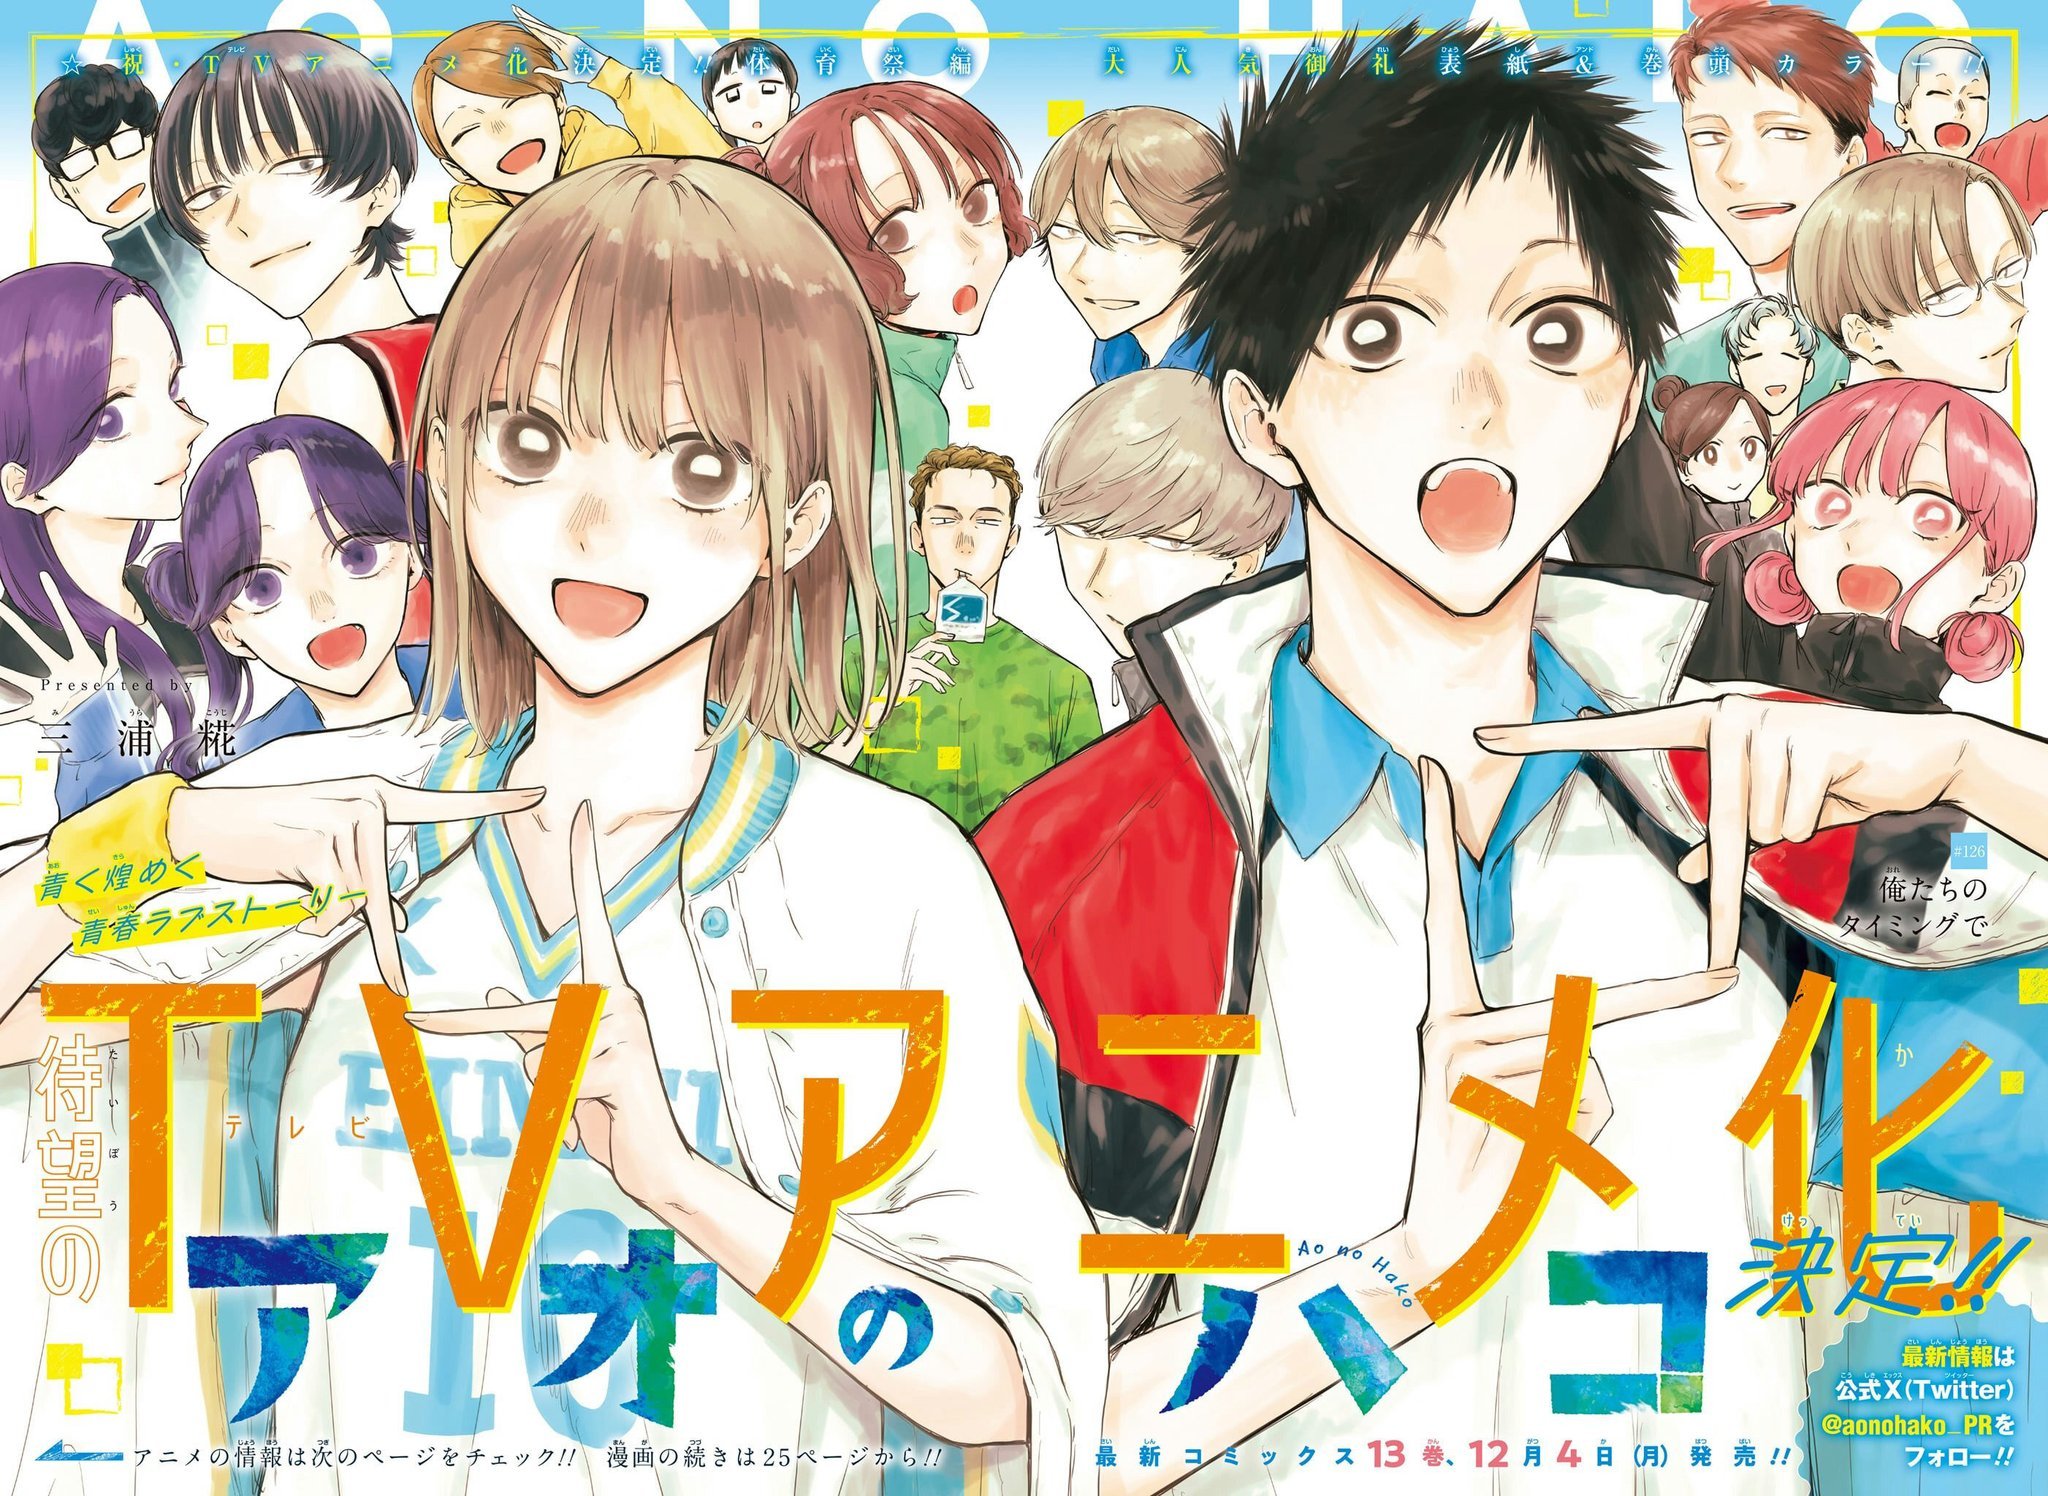 AO NO HAKO
☆祝・TVアニメ化決定!!体育祭編 大人気御礼表紙&巻頭カラー!!
Presented by
三浦糀
青く煌めく
青春ラブストーリー
#126
俺たちの
タイミングで
待望の
TVアニメ化
決定!!
アオのハコ
Ao no Hako
10
最新情報は
公式X(Twitter)
@aonohako_PRを
フォロー!!
アニメの情報は次のページをチェック!! 漫画の続きは25ページから!!
最新コミックス13巻、12月4日(月)発売!!